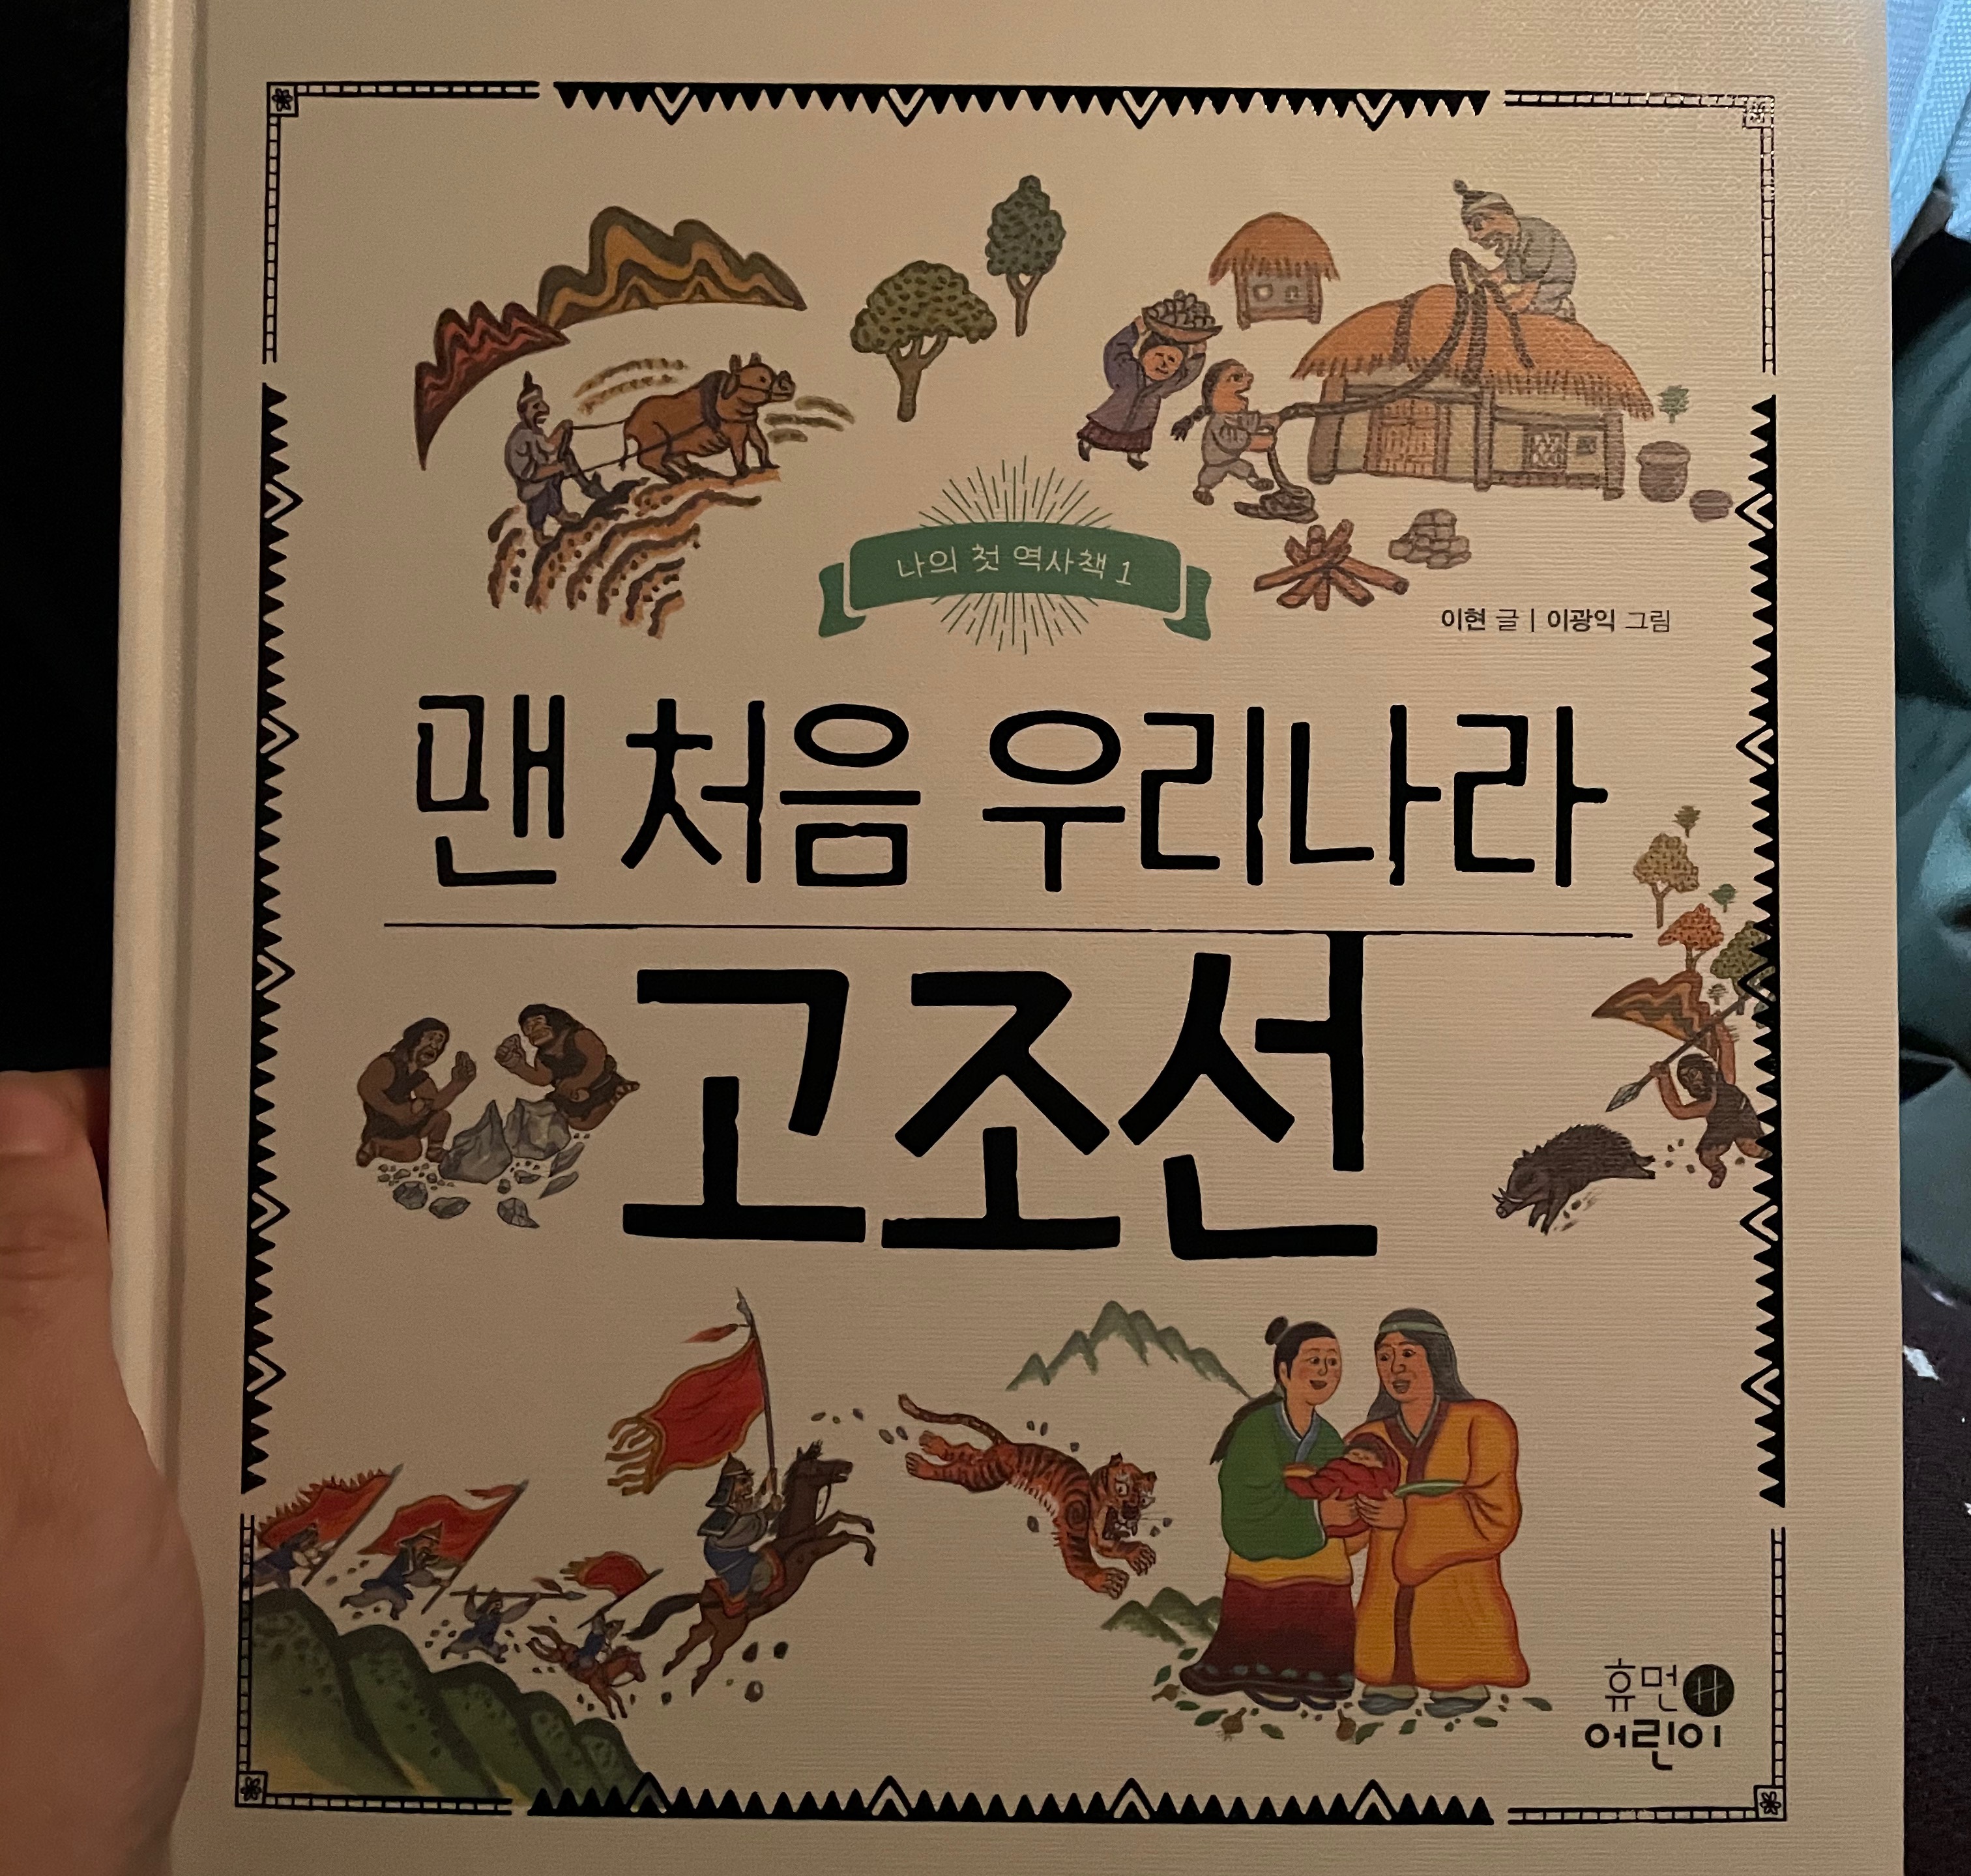 나의 첫 역사책 1
이현 글 | 이광익 그림
맨 처음 우리나라
고조선
휴먼
어린이